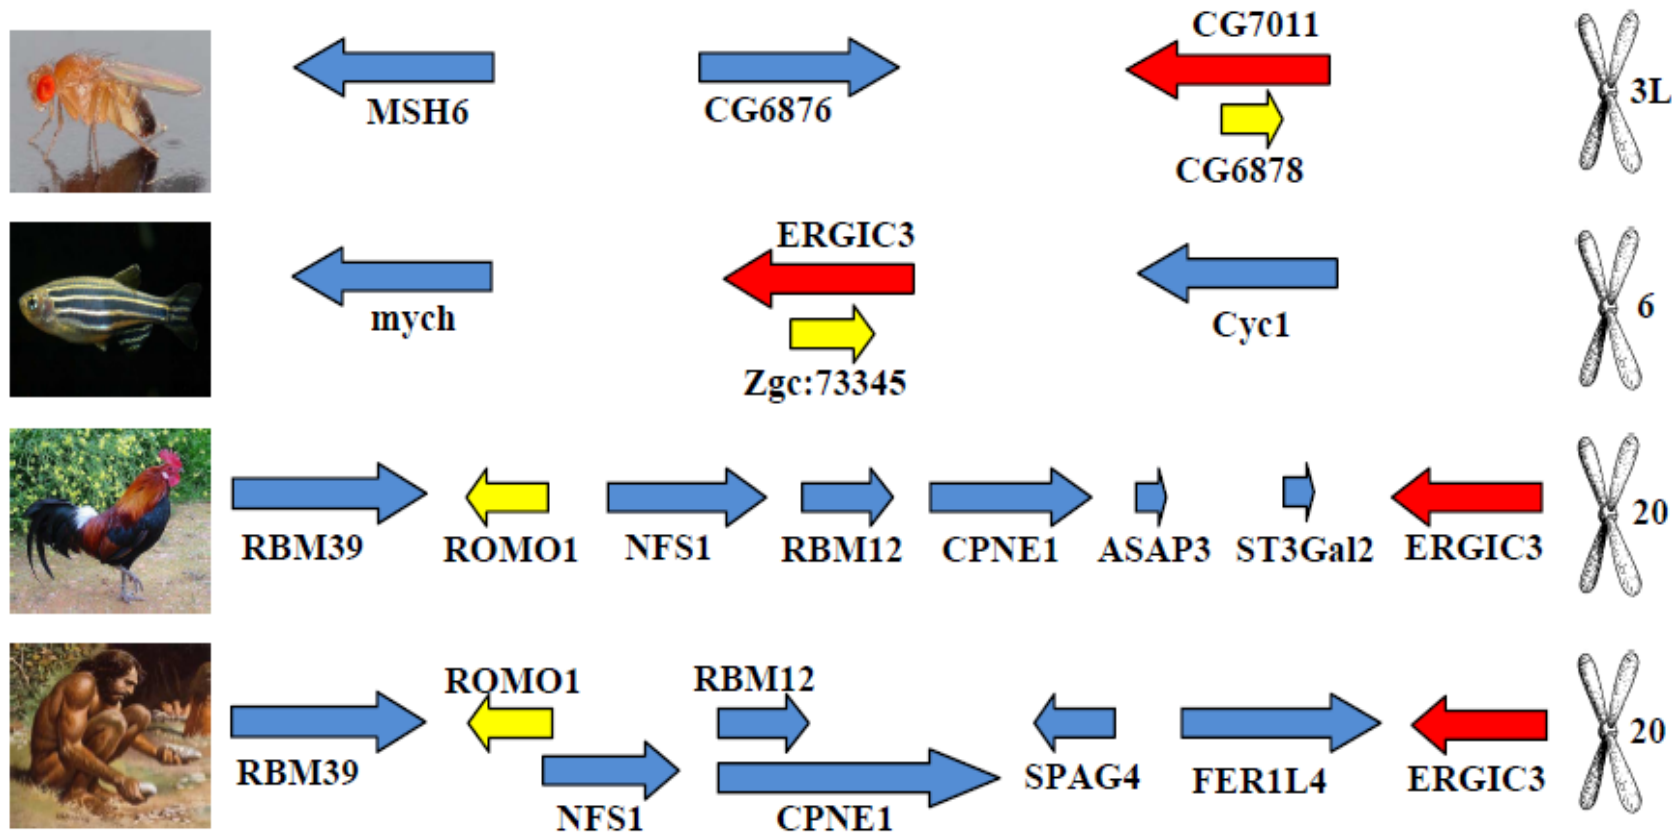 CG7011
MSH6
CG6876
3L
CG6878
ERGIC3
mych
Cyc1
6
Zgc:73345
RBM39
ROMO1
NFS1
RBM12
CPNE1
ASAP3
ST3Gal2
ERGIC3
20
ROMO1
RBM12
RBM39
NFS1
CPNE1
SPAG4
FER1L4
ERGIC3
20